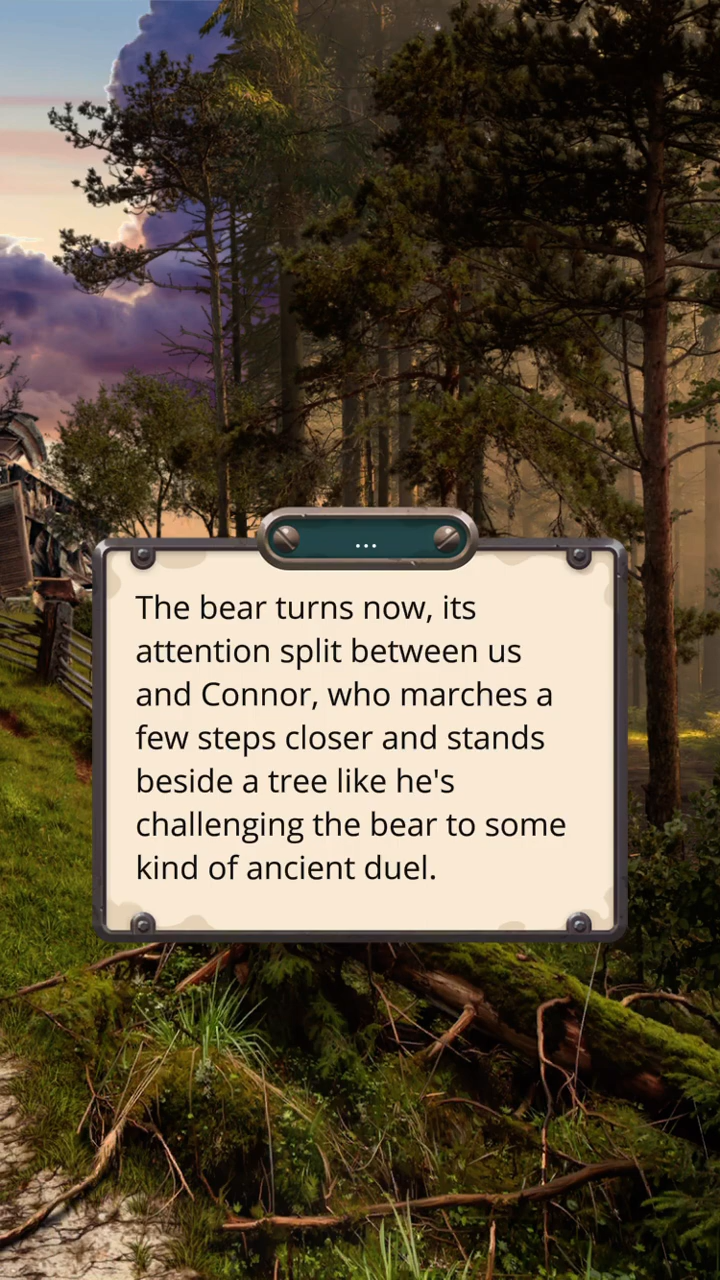 ...
The bear turns now, its
attention split between us
and Connor, who marches a
few steps closer and stands
beside a tree like he's
challenging the bear to some
kind of ancient duel.